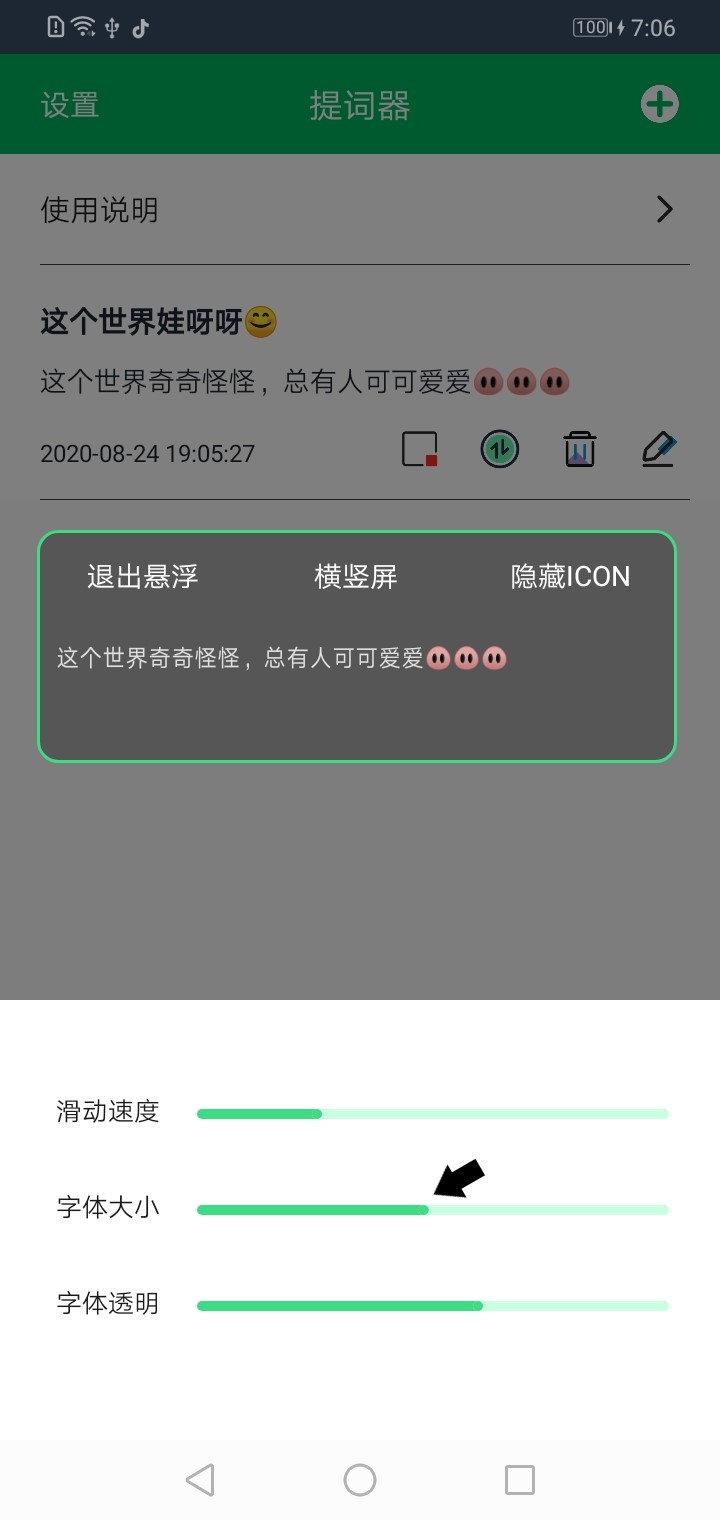 100 7:06
设置 提词器
使用说明
这个世界娃呀呀😄
这个世界奇奇怪怪，总有人可可爱爱🐽🐽🐽
2020-08-24 19:05:27
退出悬浮 横竖屏 隐藏ICON
这个世界奇奇怪怪，总有人可可爱爱🐽🐽🐽
滑动速度
字体大小
字体透明